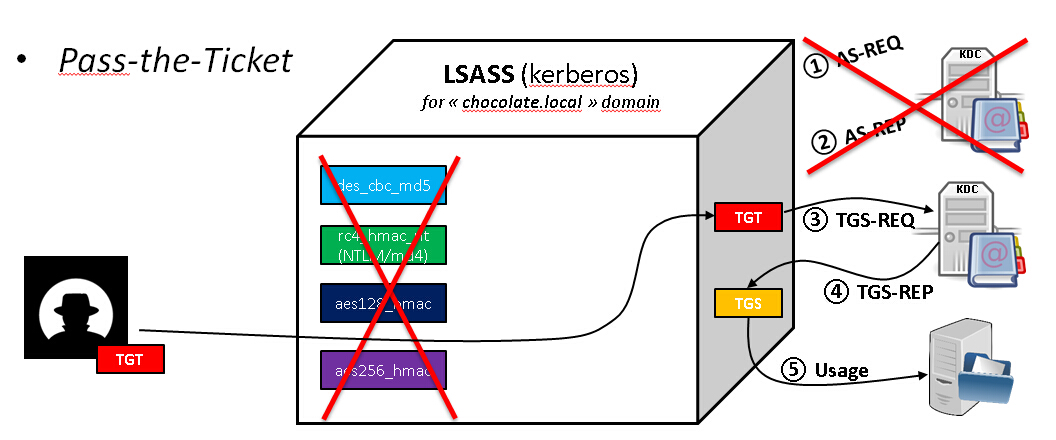 • Pass-the-Ticket
LSASS (kerberos)
for « chocolate.local » domain
① AS-REQ
KDC
② AS-REP
des_cbc_md5
rc4_hmac_nt
(NTLM/md4)
aes128_hmac
aes256_hmac
TGT
TGT
③ TGS-REQ
KDC
TGS
④ TGS-REP
⑤ Usage